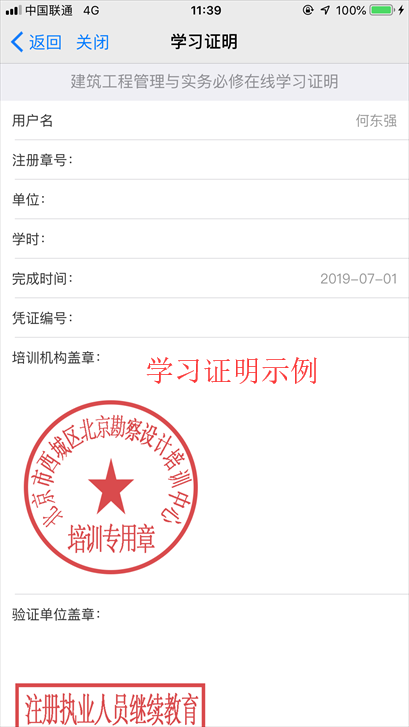 中国联通 4G 11:39 100%
返回 关闭 学习证明
建筑工程管理与实务必修在线学习证明
用户名 何东强
注册章号：
单位：
学时：
完成时间： 2019-07-01
凭证编号：
培训机构盖章：
学习证明示例
北京市西城区北京勘察设计培训中心
培训专用章
验证单位盖章：
注册执业人员继续教育